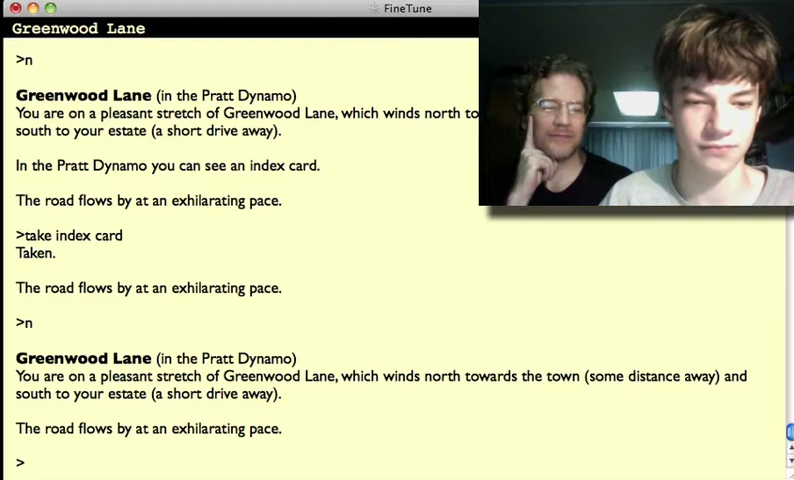 FineTune
Greenwood Lane
>n
Greenwood Lane (in the Pratt Dynamo)
You are on a pleasant stretch of Greenwood Lane, which winds north to
south to your estate (a short drive away).
In the Pratt Dynamo you can see an index card.
The road flows by at an exhilarating pace.
>take index card
Taken.
The road flows by at an exhilarating pace.
>n
Greenwood Lane (in the Pratt Dynamo)
You are on a pleasant stretch of Greenwood Lane, which winds north towards the town (some distance away) and
south to your estate (a short drive away).
The road flows by at an exhilarating pace.
>